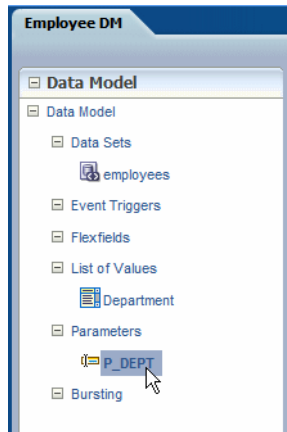 Employee DM
Data Model
Data Model
Data Sets
employees
Event Triggers
Flexfields
List of Values
Department
Parameters
P_DEPT
Bursting